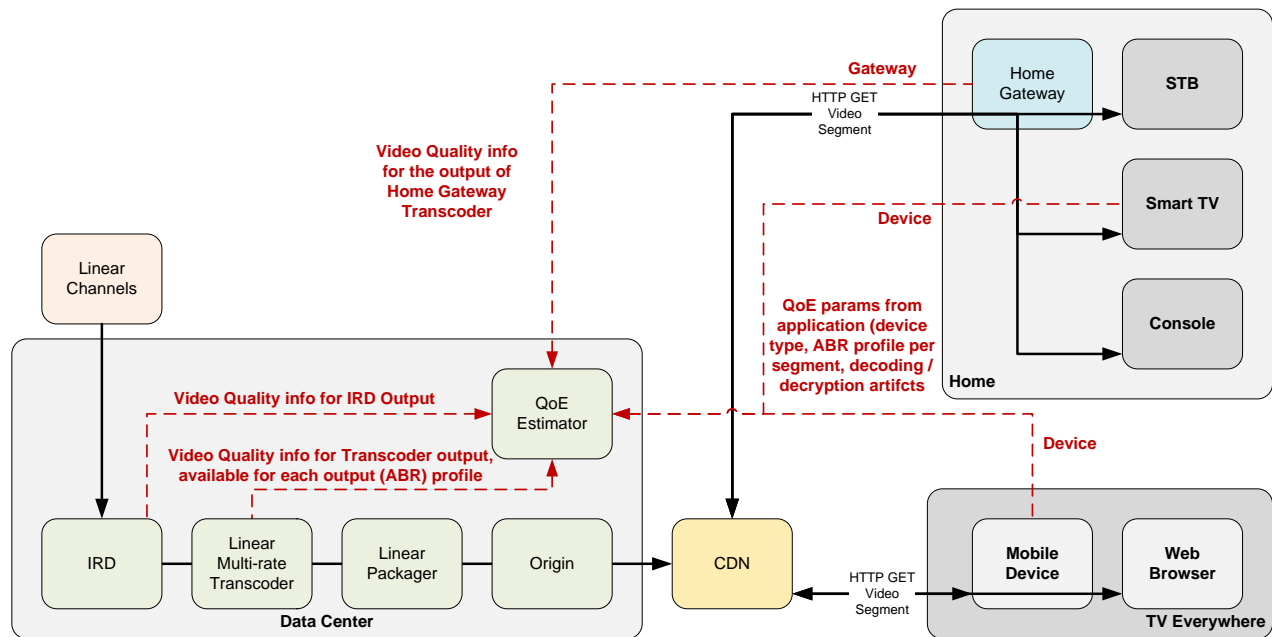 Gateway
Home
Gateway
STB
HTTP GET
Video
Segment
Video Quality info
for the output of
Home Gateway
Transcoder
Device
Smart TV
Linear
Channels
QoE params from
application (device
type, ABR profile per
segment, decoding /
decryption artifcts
Console
Home
Video Quality info for IRD Output
QoE
Estimator
Video Quality info for Transcoder output,
available for each output (ABR) profile
Device
IRD
Linear
Multi-rate
Transcoder
Linear
Packager
Origin
CDN
HTTP GET
Video
Segment
Mobile
Device
Web
Browser
Data Center
TV Everywhere